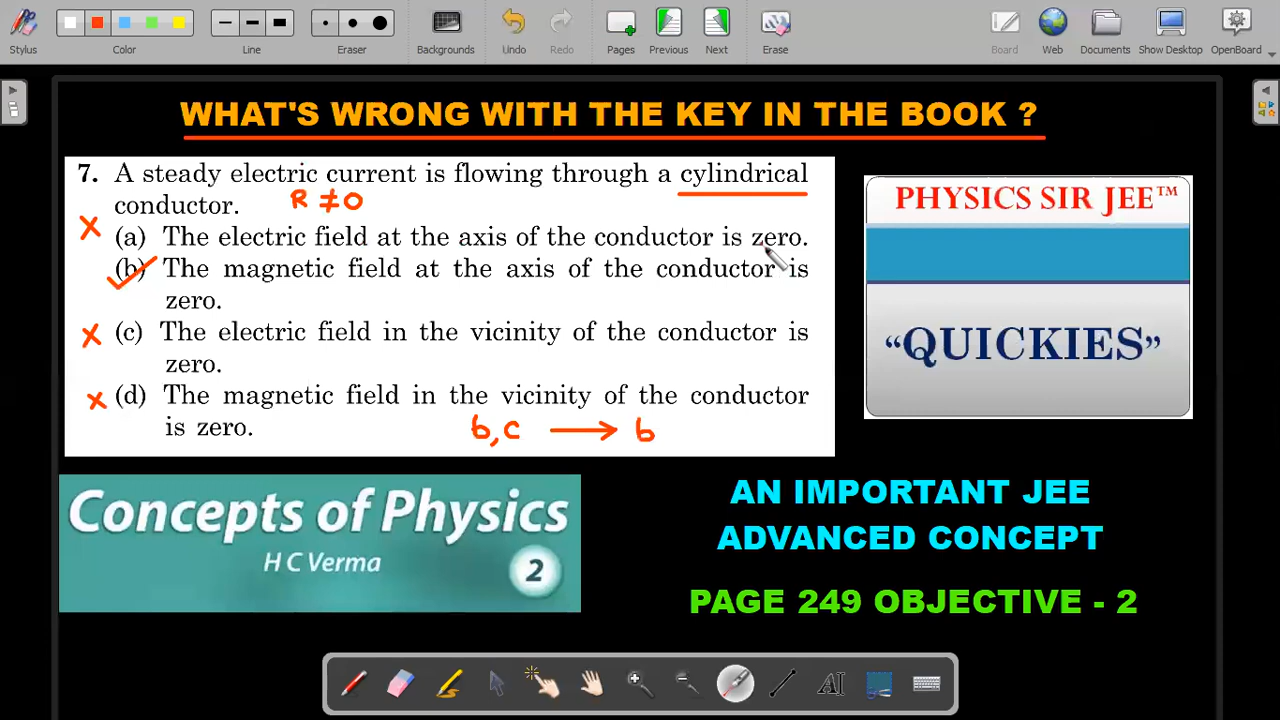 Stylus
Color
Line
Eraser
Backgrounds
Undo
Redo
Pages
Previous
Next
Erase
Board
Web
Documents
Show Desktop
OpenBoard
WHAT'S WRONG WITH THE KEY IN THE BOOK ?
7. A steady electric current is flowing through a cylindrical
conductor. R ≠ 0
(a) The electric field at the axis of the conductor is zero.
(b) The magnetic field at the axis of the conductor is
zero.
(c) The electric field in the vicinity of the conductor is
zero.
(d) The magnetic field in the vicinity of the conductor
is zero.
b, c → b
PHYSICS SIR JEE™
“QUICKIES”
Concepts of Physics
H C Verma
2
AN IMPORTANT JEE
ADVANCED CONCEPT
PAGE 249 OBJECTIVE - 2